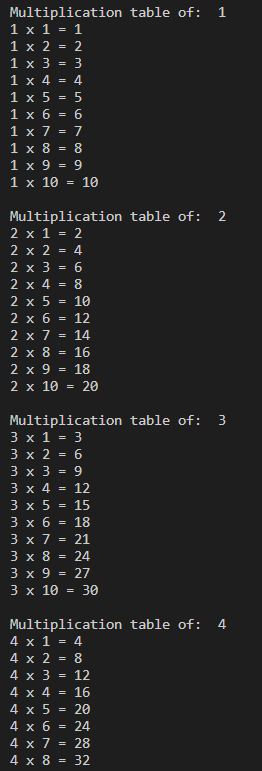 Multiplication table of:  1
1 x 1 = 1
1 x 2 = 2
1 x 3 = 3
1 x 4 = 4
1 x 5 = 5
1 x 6 = 6
1 x 7 = 7
1 x 8 = 8
1 x 9 = 9
1 x 10 = 10
Multiplication table of:  2
2 x 1 = 2
2 x 2 = 4
2 x 3 = 6
2 x 4 = 8
2 x 5 = 10
2 x 6 = 12
2 x 7 = 14
2 x 8 = 16
2 x 9 = 18
2 x 10 = 20
Multiplication table of:  3
3 x 1 = 3
3 x 2 = 6
3 x 3 = 9
3 x 4 = 12
3 x 5 = 15
3 x 6 = 18
3 x 7 = 21
3 x 8 = 24
3 x 9 = 27
3 x 10 = 30
Multiplication table of:  4
4 x 1 = 4
4 x 2 = 8
4 x 3 = 12
4 x 4 = 16
4 x 5 = 20
4 x 6 = 24
4 x 7 = 28
4 x 8 = 32